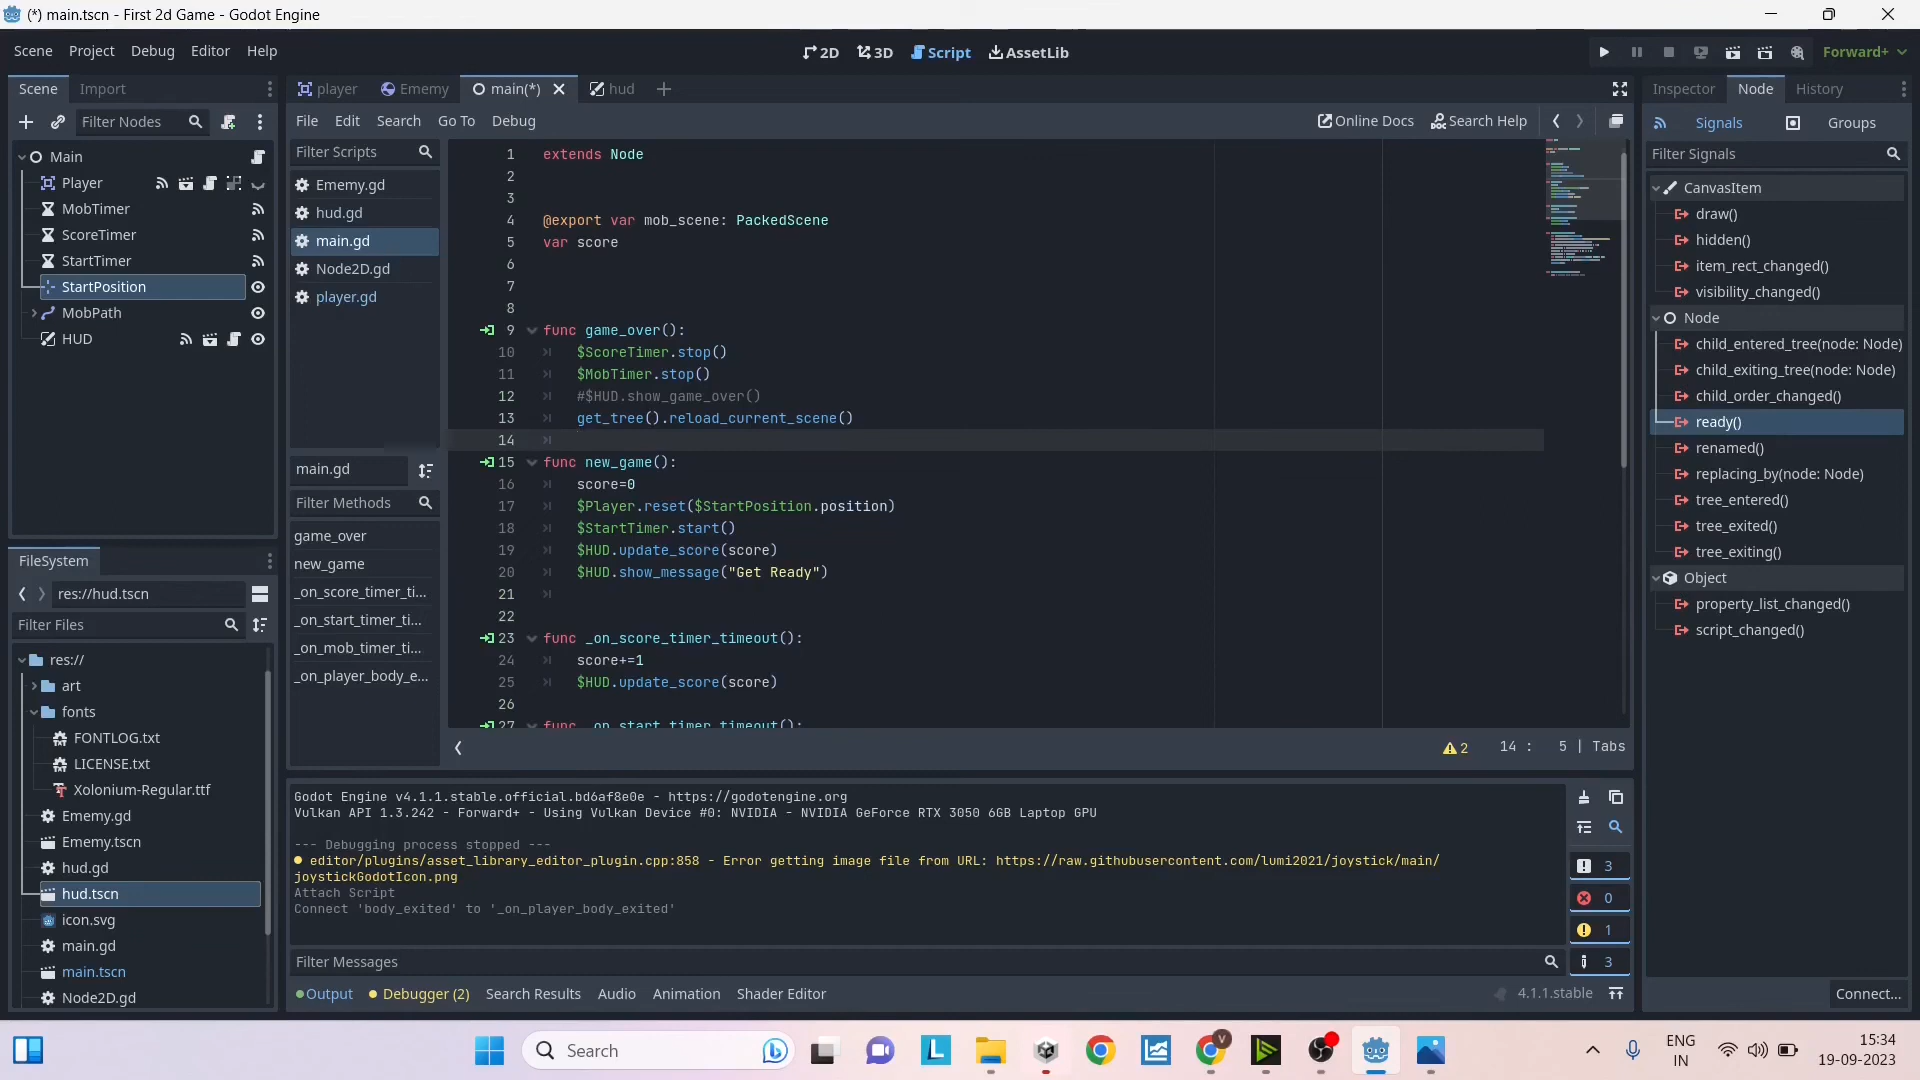 (*) main.tscn - First 2d Game - Godot Engine
Scene Project Debug Editor Help
2D 3D Script AssetLib
Forward+
Scene Import
Filter Nodes
Main
Player
MobTimer
ScoreTimer
StartTimer
StartPosition
MobPath
HUD
FileSystem
res://hud.tscn
Filter Files
res://
art
fonts
FONTLOG.txt
LICENSE.txt
Xolonium-Regular.ttf
Ememy.gd
Ememy.tscn
hud.gd
hud.tscn
icon.svg
main.gd
main.tscn
Node2D.gd
player Ememy main(*) hud
File Edit Search Go To Debug
Online Docs Search Help
Filter Scripts
Ememy.gd
hud.gd
main.gd
Node2D.gd
player.gd
main.gd
Filter Methods
game_over
new_game
_on_score_timer_ti...
_on_start_timer_ti...
_on_mob_timer_ti...
_on_player_body_e...
1 extends Node
2
3
4 @export var mob_scene: PackedScene
5 var score
6
7
8
9 func game_over():
10 $ScoreTimer.stop()
11 $MobTimer.stop()
12 #$HUD.show_game_over()
13 get_tree().reload_current_scene()
14
15 func new_game():
16 score=0
17 $Player.reset($StartPosition.position)
18 $StartTimer.start()
19 $HUD.update_score(score)
20 $HUD.show_message("Get Ready")
21
22
23 func _on_score_timer_timeout():
24 score+=1
25 $HUD.update_score(score)
26
27 func _on_start_timer_timeout():
2 14 : 5 | Tabs
Godot Engine v4.1.1.stable.official.bd6af8e0e - https://godotengine.org
Vulkan API 1.3.242 - Forward+ - Using Vulkan Device #0: NVIDIA - NVIDIA GeForce RTX 3050 6GB Laptop GPU
--- Debugging process stopped ---
editor/plugins/asset_library_editor_plugin.cpp:858 - Error getting image file from URL: https://raw.githubusercontent.com/lumi2021/joystick/main/
joystickGodotIcon.png
Attach Script
Connect 'body_exited' to '_on_player_body_exited'
3
0
1
3
Filter Messages
Output Debugger (2) Search Results Audio Animation Shader Editor
4.1.1.stable
Inspector Node History
Signals Groups
Filter Signals
CanvasItem
draw()
hidden()
item_rect_changed()
visibility_changed()
Node
child_entered_tree(node: Node)
child_exiting_tree(node: Node)
child_order_changed()
ready()
renamed()
replacing_by(node: Node)
tree_entered()
tree_exited()
tree_exiting()
Object
property_list_changed()
script_changed()
Connect...
Search
L
V
ENG
IN
15:34
19-09-2023